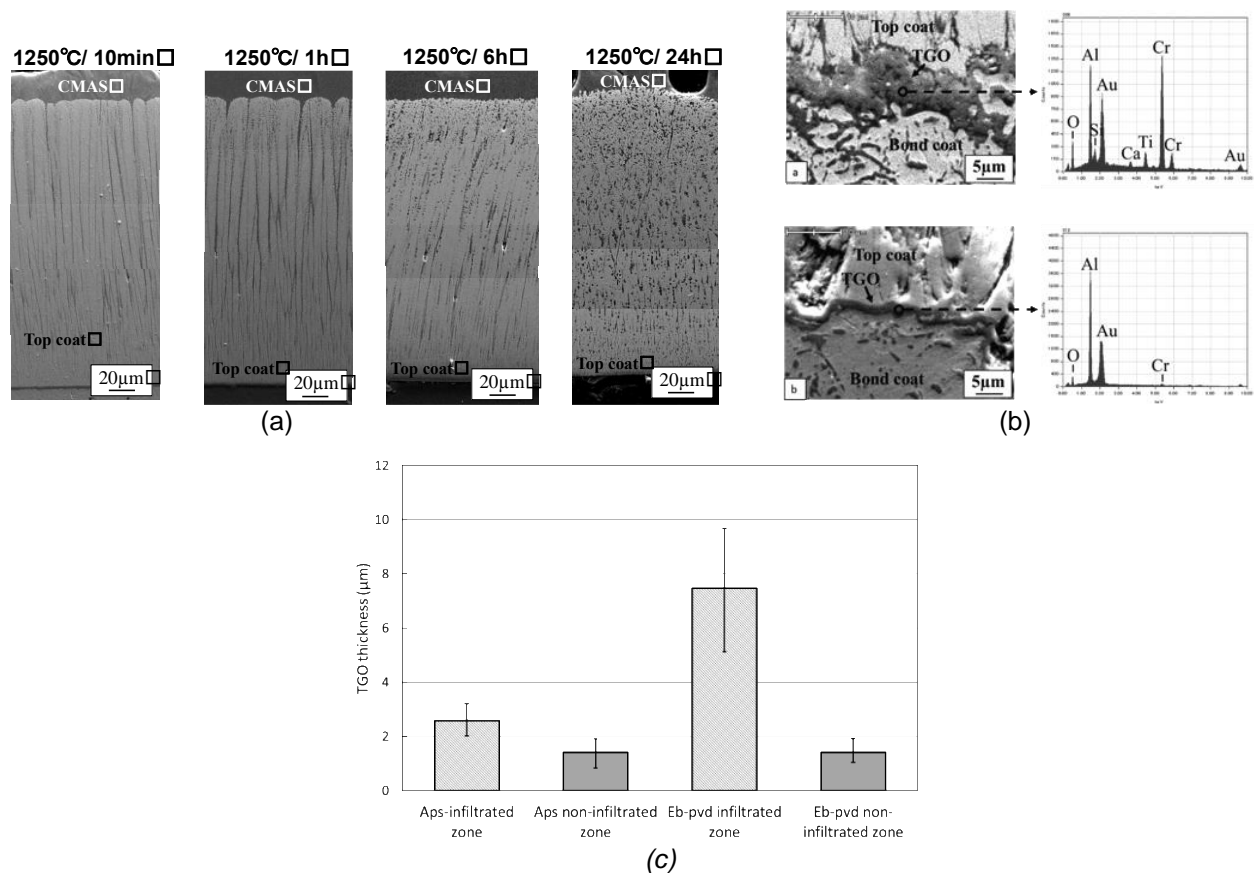 1250℃/ 10min□
1250℃/ 1h□
1250℃/ 6h□
1250℃/ 24h□
CMAS□
CMAS□
CMAS□
CMAS□
Top coat□
Top coat□
Top coat□
Top coat□
20µm
20µm
20µm
20µm
(a)
Top coat
TGO
Bond coat
a
5µm
Al
Cr
Au
O
S
Ca
Ti
Cr
Au
Top coat
TGO
Bond coat
b
5µm
Al
Au
O
Cr
(b)
12
10
8
6
4
2
0
TGO thickness (µm)
Aps-infiltrated
zone
Aps non-infiltrated
zone
Eb-pvd infiltrated
zone
Eb-pvd non-
infiltrated zone
(c)